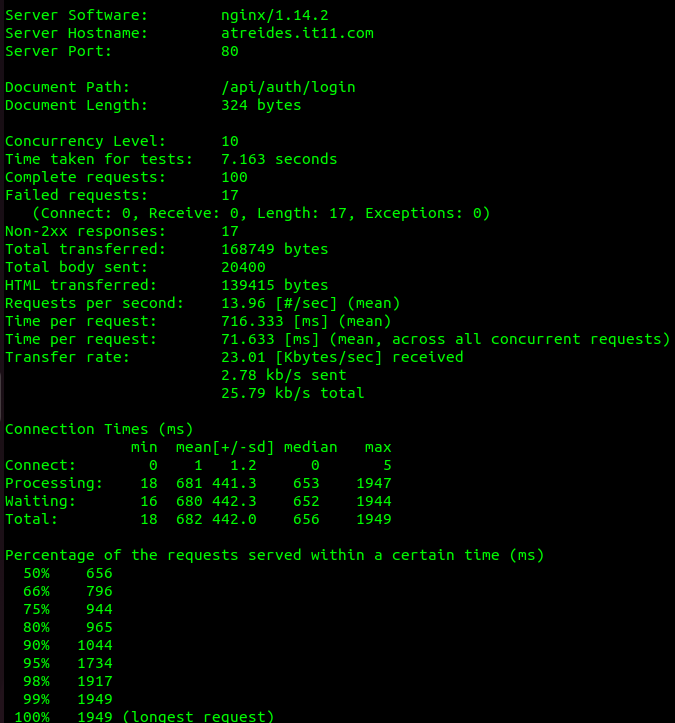 Server Software:        nginx/1.14.2
Server Hostname:        atreides.it11.com
Server Port:            80

Document Path:          /api/auth/login
Document Length:        324 bytes

Concurrency Level:      10
Time taken for tests:   7.163 seconds
Complete requests:      100
Failed requests:        17
   (Connect: 0, Receive: 0, Length: 17, Exceptions: 0)
Non-2xx responses:      17
Total transferred:      168749 bytes
Total body sent:        20400
HTML transferred:       139415 bytes
Requests per second:    13.96 [#/sec] (mean)
Time per request:       716.333 [ms] (mean)
Time per request:       71.633 [ms] (mean, across all concurrent requests)
Transfer rate:          23.01 [Kbytes/sec] received
                        2.78 kb/s sent
                        25.79 kb/s total

Connection Times (ms)
              min  mean[+/-sd] median   max
Connect:        0    1   1.2      0       5
Processing:    18  681 441.3    653    1947
Waiting:       16  680 442.3    652    1944
Total:         18  682 442.0    656    1949

Percentage of the requests served within a certain time (ms)
  50%    656
  66%    796
  75%    944
  80%    965
  90%   1044
  95%   1734
  98%   1917
  99%   1949
 100%   1949 (longest request)